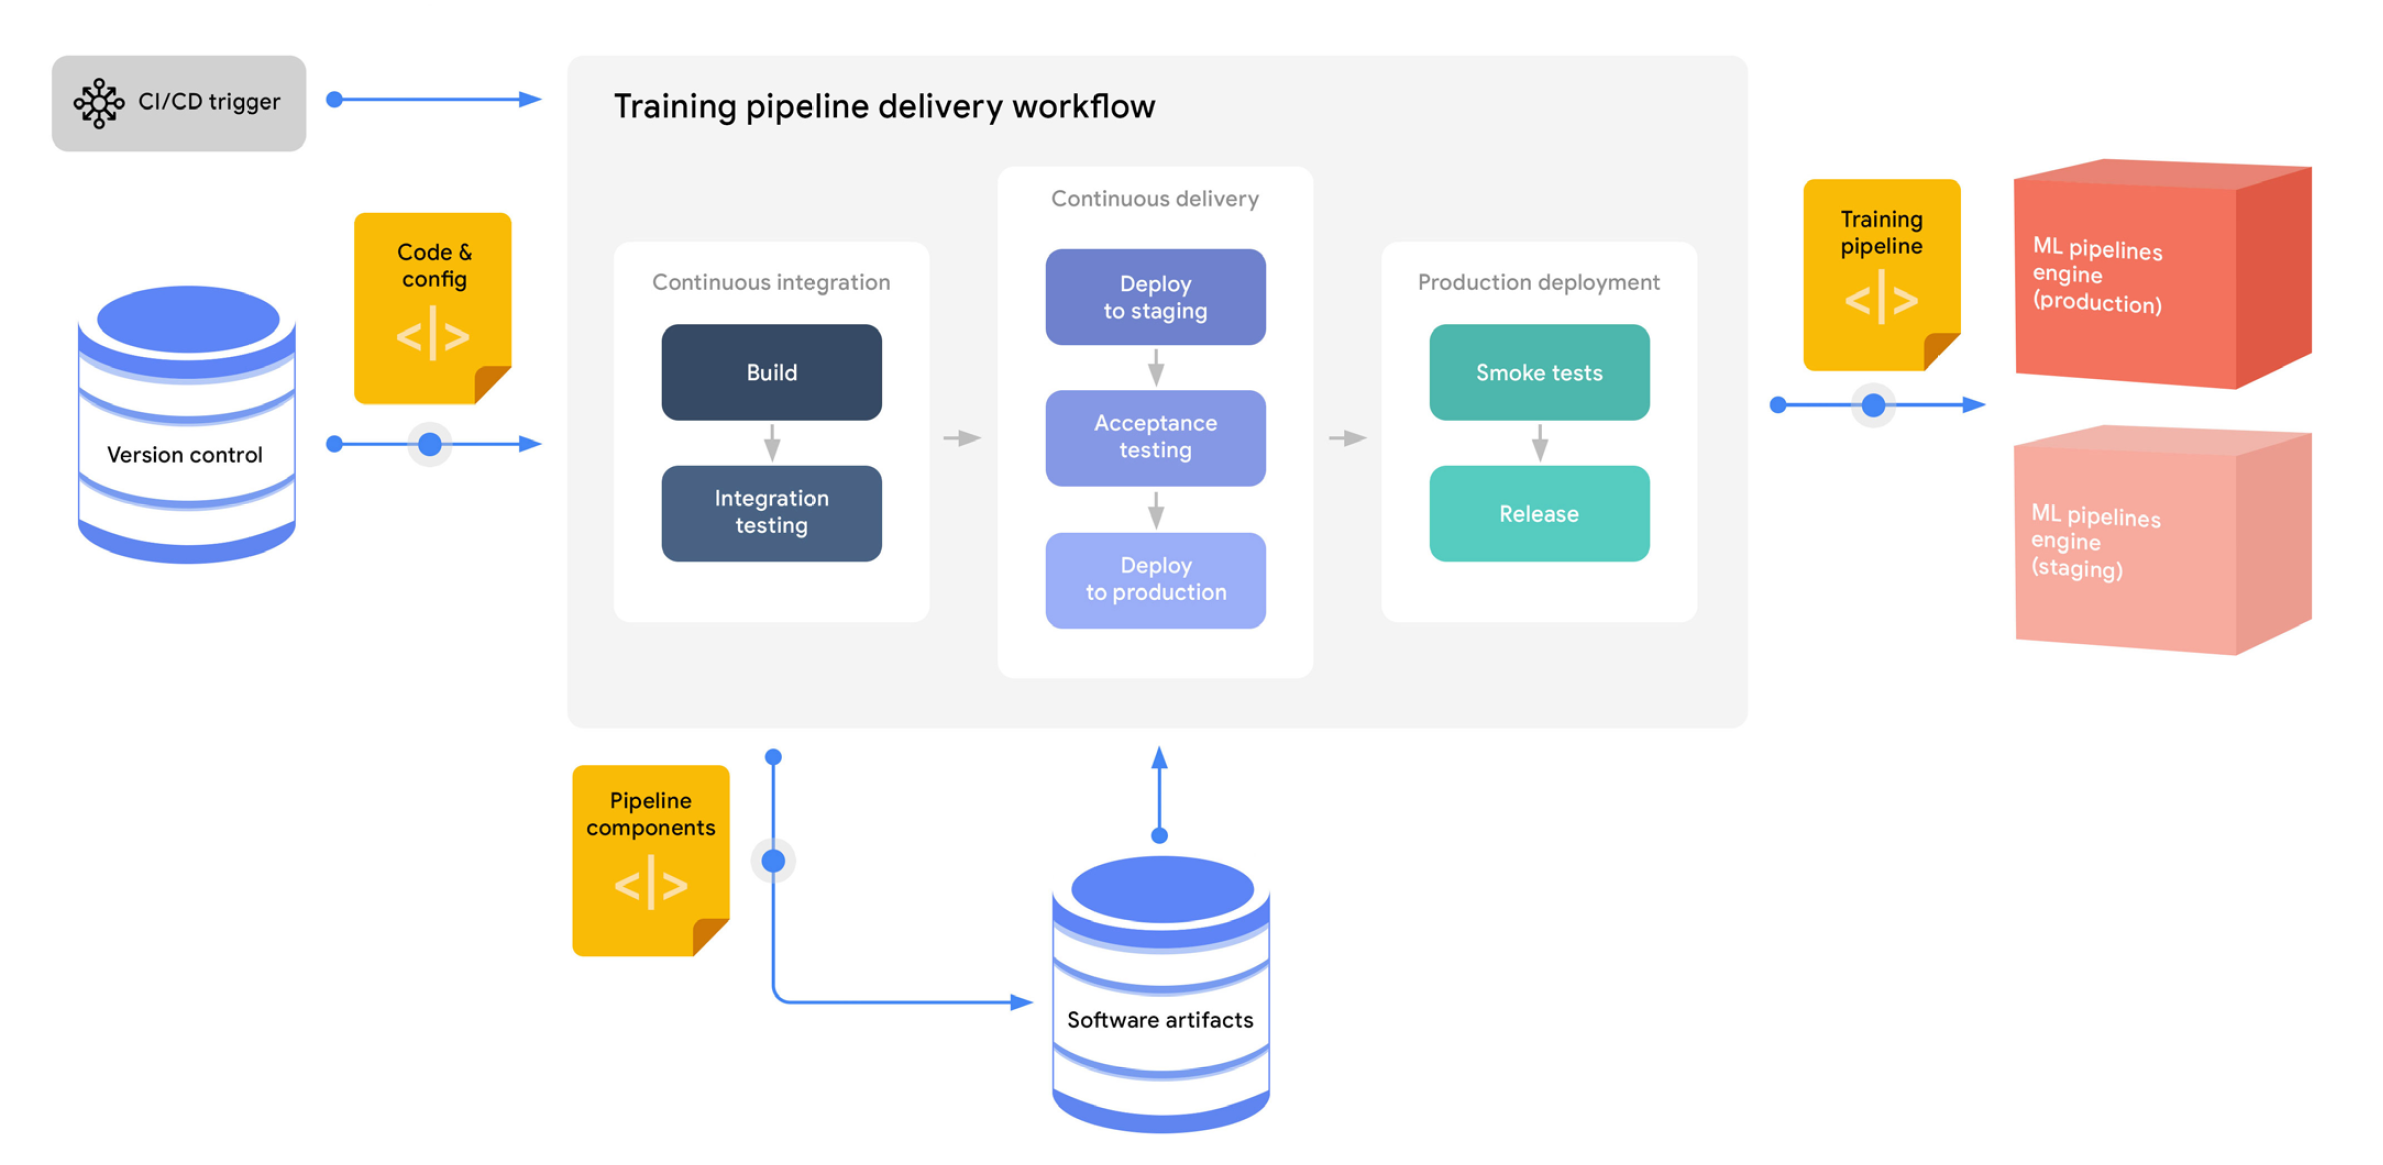 CI/CD trigger
Training pipeline delivery workflow
Code &
config
</>
Version control
Continuous integration
Build
Integration
testing
Continuous delivery
Deploy
to staging
Acceptance
testing
Deploy
to production
Production deployment
Smoke tests
Release
Training
pipeline
<|>
ML pipelines
engine
(production)
ML pipelines
engine
(staging)
Pipeline
components
<|>
Software artifacts